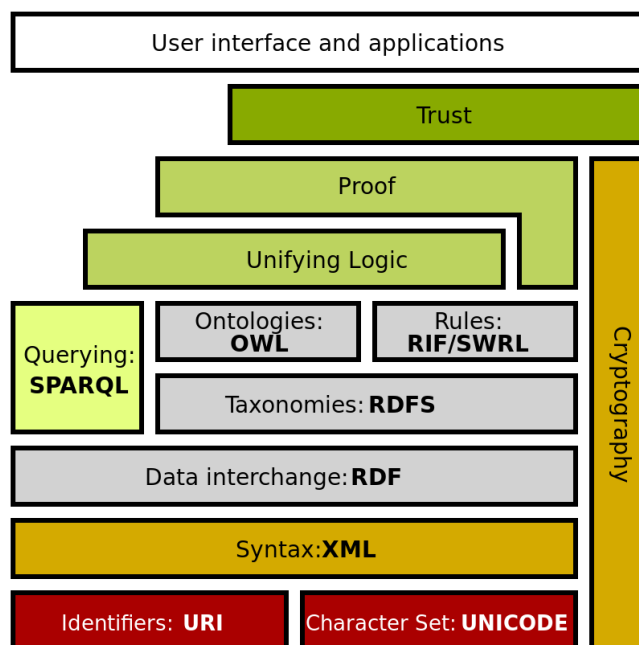 User interface and applications
Trust
Proof
Unifying Logic
Ontologies:
OWL
Rules:
RIF/SWRL
Querying:
SPARQL
Taxonomies: RDFS
Cryptography
Data interchange: RDF
Syntax:XML
Identifiers: URI
Character Set: UNICODE